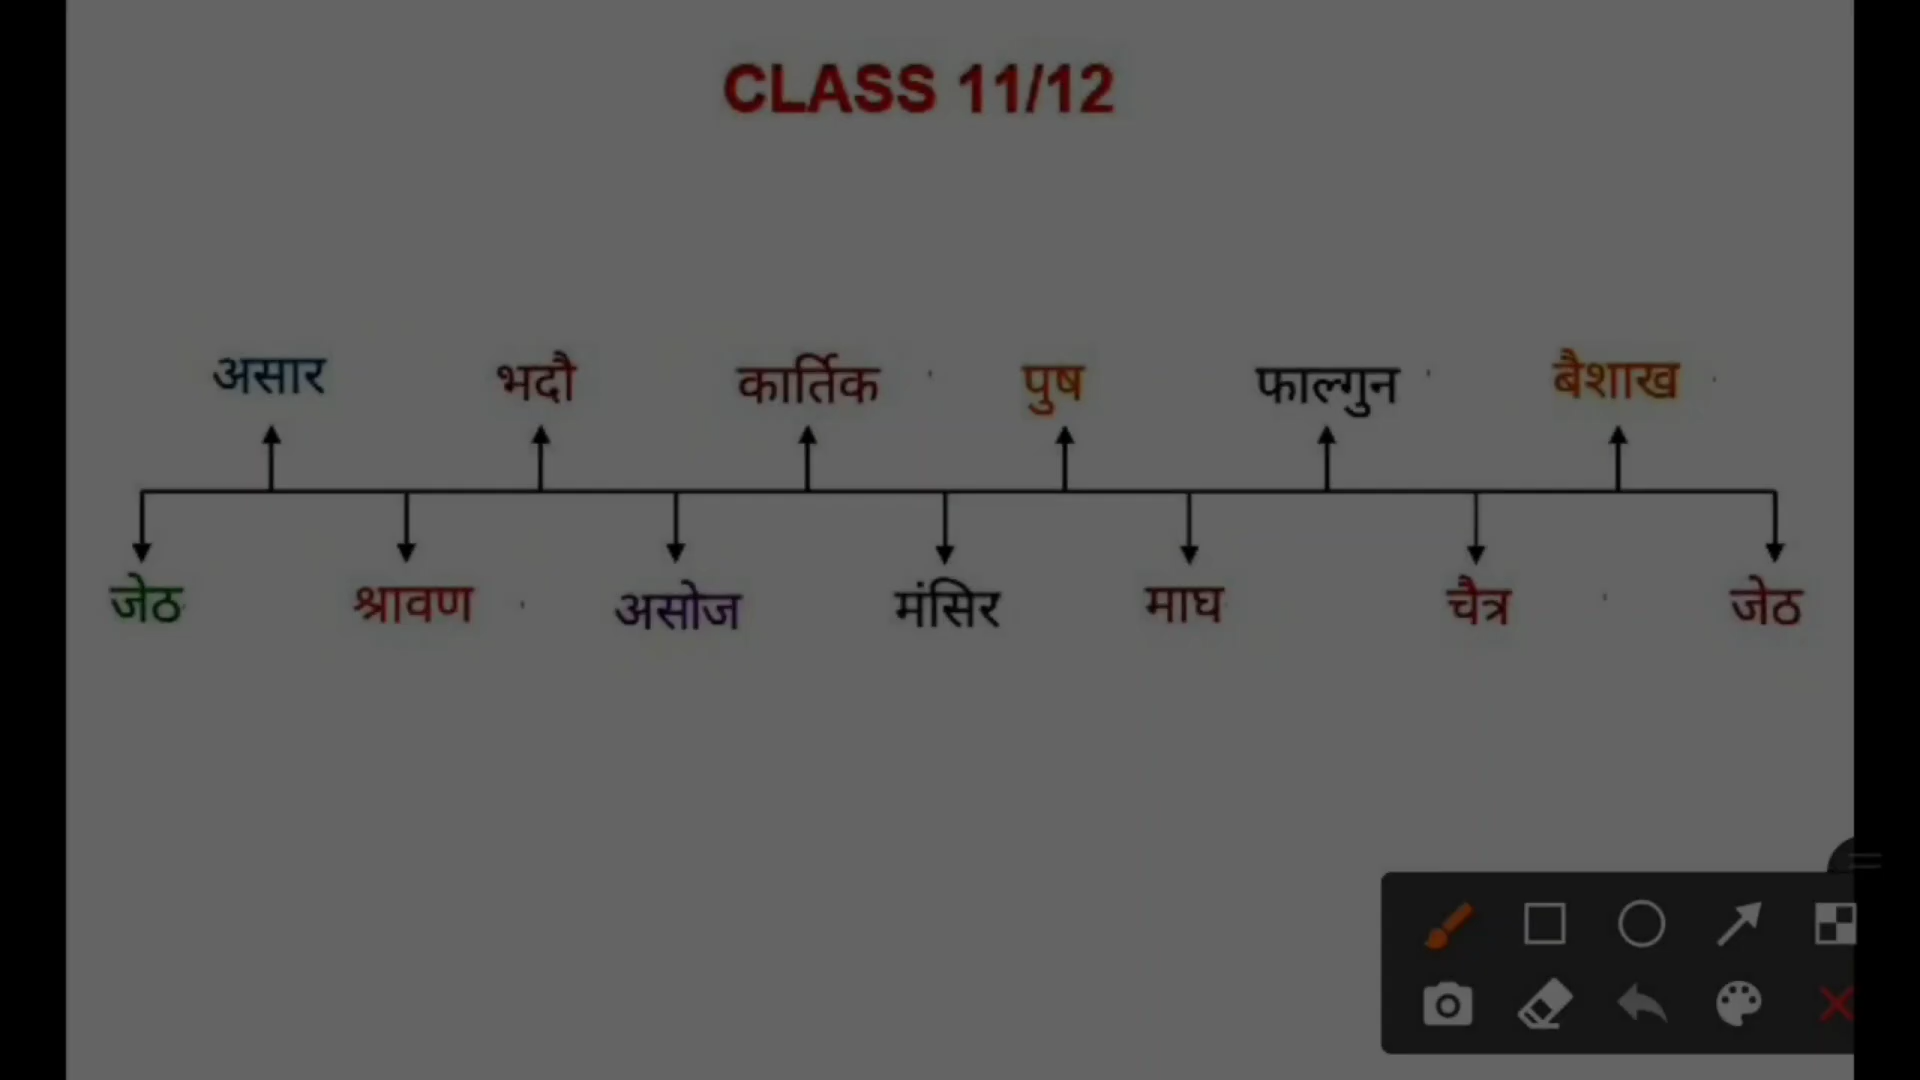 CLASS 11/12
असार भदौ कार्तिक पुष फाल्गुन बैशाख
जेठ श्रावण असोज मंसिर माघ चैत्र जेठ